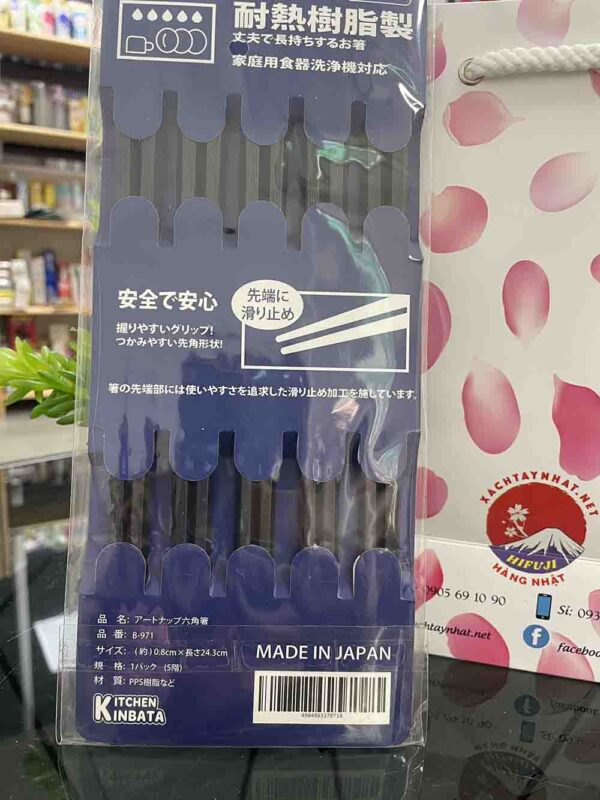 耐熱樹脂製
丈夫で長持ちするお箸
家庭用食器洗浄機対応
安全で安心
握りやすいグリップ!
つかみやすい先角形状!
先端に
滑り止め
箸の先端部には使いやすさを追求した滑り止め加工を施しています。
品 名: アートナップ六角箸
品 番: B-971
サイズ: (約) 0.8cm×長さ24.3cm
規 格: 1パック (5階)
材 質: PPS樹脂など
MADE IN JAPAN
KITCHEN
KINBATA
XACHTAYNHAT.NET
HIFUJI
HÀNG NHẬT
0905 69 10 90
Sỉ: 093
chtaynhat.net
faceboo